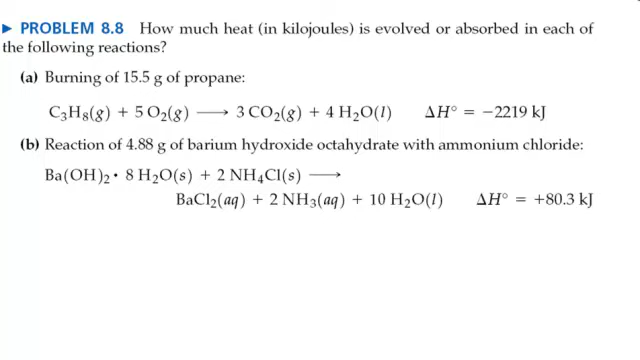 ► PROBLEM 8.8 How much heat (in kilojoules) is evolved or absorbed in each of
the following reactions?
(a) Burning of 15.5 g of propane:
C₃H₈(g) + 5 O₂(g) ⟶ 3 CO₂(g) + 4 H₂O(l) ΔH° = −2219 kJ
(b) Reaction of 4.88 g of barium hydroxide octahydrate with ammonium chloride:
Ba(OH)₂ • 8 H₂O(s) + 2 NH₄Cl(s) ⟶
BaCl₂(aq) + 2 NH₃(aq) + 10 H₂O(l) ΔH° = +80.3 kJ